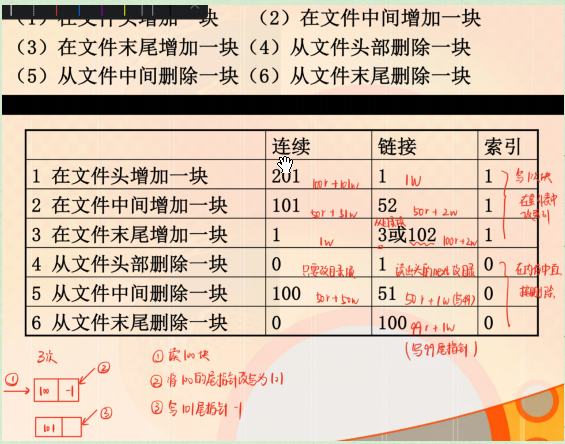 （1）在文件头增加一块 （2）在文件中间增加一块
（3）在文件末尾增加一块 （4）从文件头部删除一块
（5）从文件中间删除一块 （6）从文件末尾删除一块
连续 链接 索引
1 在文件头增加一块 201 100r+101w 1 1w 1 写102块
2 在文件中间增加一块 101 50r+51w 52 50r+2w 1
3 在文件末尾增加一块 1 1w 3或102 100r+2w 1
4 从文件头部删除一块 0 只需改目录项 1 读出头的next改目录 0 在内存中直
5 从文件中间删除一块 100 50r+50w 51 50r+1w(写49) 0 接删除
6 从文件末尾删除一块 0 100 99r+1w 0
(写99尾指针)
3次
① ② 100 -1
③ 101
① 读100块
② 将100的尾指针改写为101
③ 写101尾指针-1